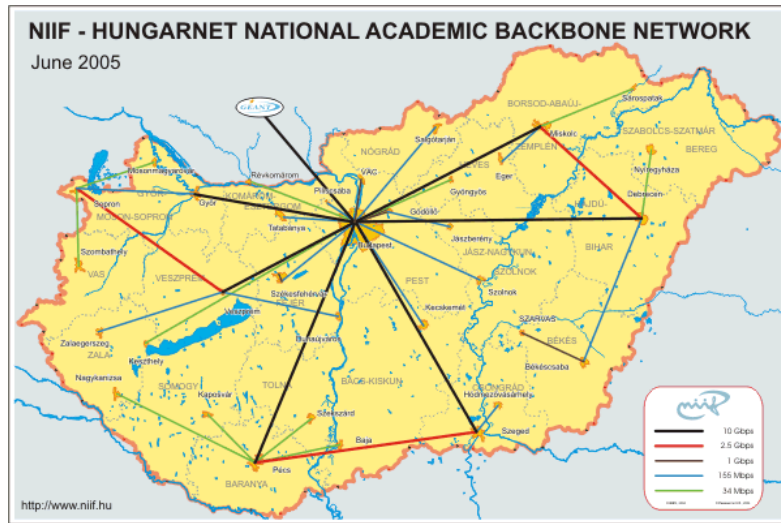 NIIF - HUNGARNET NATIONAL ACADEMIC BACKBONE NETWORK
June 2005
GÉANT
Sárospatak
BORSOD-ABAÚJ-
Miskolc
ZEMPLÉN
SZABOLCS-SZATMÁR
BEREG
Salgótarján
NÓGRÁD
HEVES
Eger
Nyíregyháza
Mosonmagyaróvár
Révkomárom
VÁC
Piliscsaba
Gyöngyös
Debrecen
Sopron
GYŐR
Győr
KOMÁROM
ESZTERGOM
MOSON-SOPRON
Tatabánya
Gödöllő
HAJDÚ
Jászberény
Budapest
BIHAR
Szombathely
VAS
VESZPRÉM
JÁSZ-NAGYKUN
SZOLNOK
PEST
Székesfehérvár
FEJÉR
Szolnok
Veszprém
Kecskemét
SZARVAS
Zalaegerszeg
ZALA
Dunaújváros
BÉKÉS
Keszthely
Békéscsaba
Nagykanizsa
SOMOGY
TOLNA
BÁCS-KISKUN
CSONGRÁD
Hódmezővásárhely
Kaposvár
Szekszárd
Baja
Szeged
Pécs
BARANYA
niif
10 Gbps
2.5 Gbps
1 Gbps
155 Mbps
34 Mbps
http://www.niif.hu